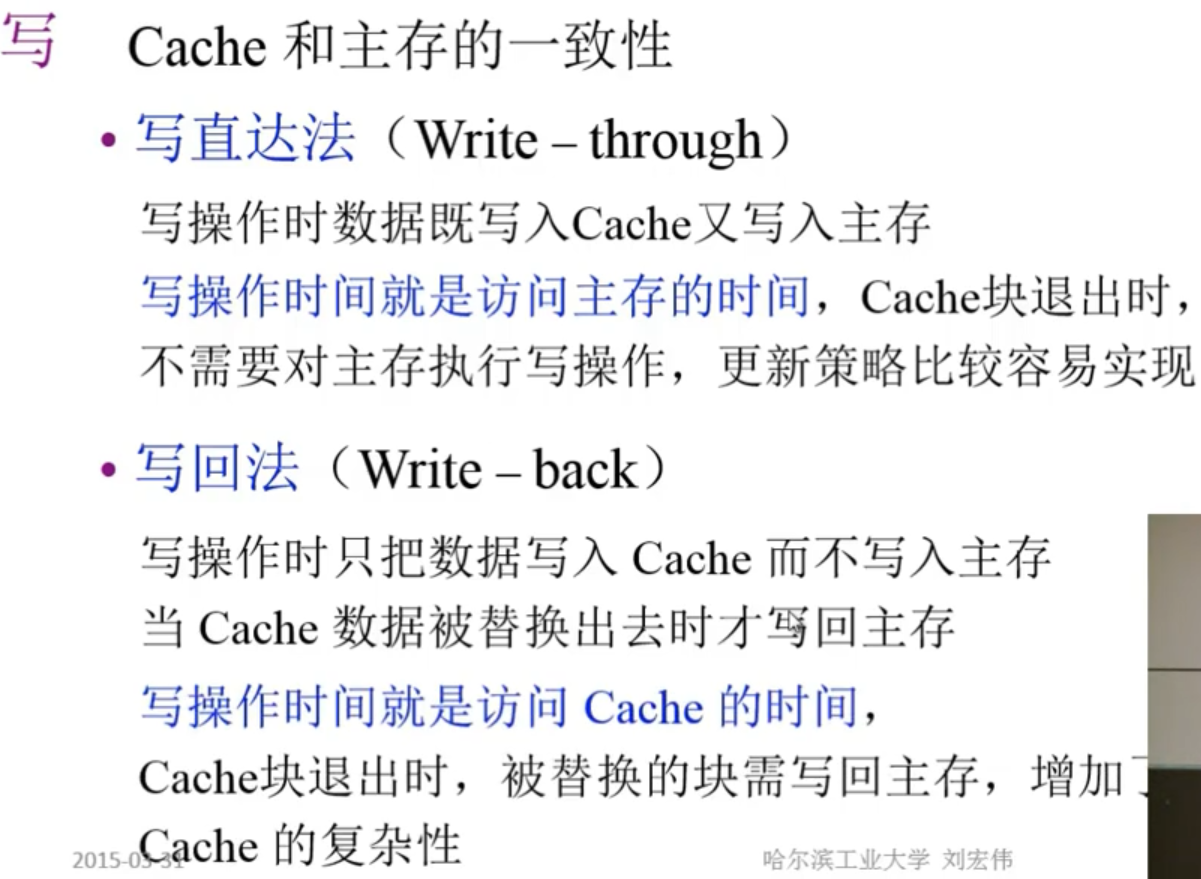 写 Cache 和主存的一致性
• 写直达法（Write – through）
写操作时数据既写入Cache又写入主存
写操作时间就是访问主存的时间，Cache块退出时，
不需要对主存执行写操作，更新策略比较容易实现
• 写回法（Write – back）
写操作时只把数据写入 Cache 而不写入主存
当 Cache 数据被替换出去时才写回主存
写操作时间就是访问 Cache 的时间，
Cache块退出时，被替换的块需写回主存，增加
Cache 的复杂性
2015-03-31 哈尔滨工业大学 刘宏伟